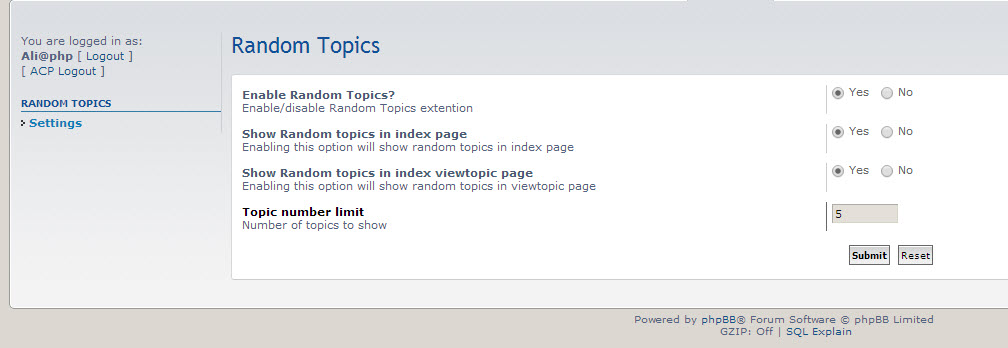 You are logged in as:
Ali@php [ Logout ]
[ ACP Logout ]
RANDOM TOPICS
Settings
Random Topics
Enable Random Topics?
Enable/disable Random Topics extention
Yes No
Show Random topics in index page
Enabling this option will show random topics in index page
Yes No
Show Random topics in index viewtopic page
Enabling this option will show random topics in viewtopic page
Yes No
Topic number limit
Number of topics to show
5
Submit Reset
Powered by phpBB® Forum Software © phpBB Limited
GZIP: Off | SQL Explain